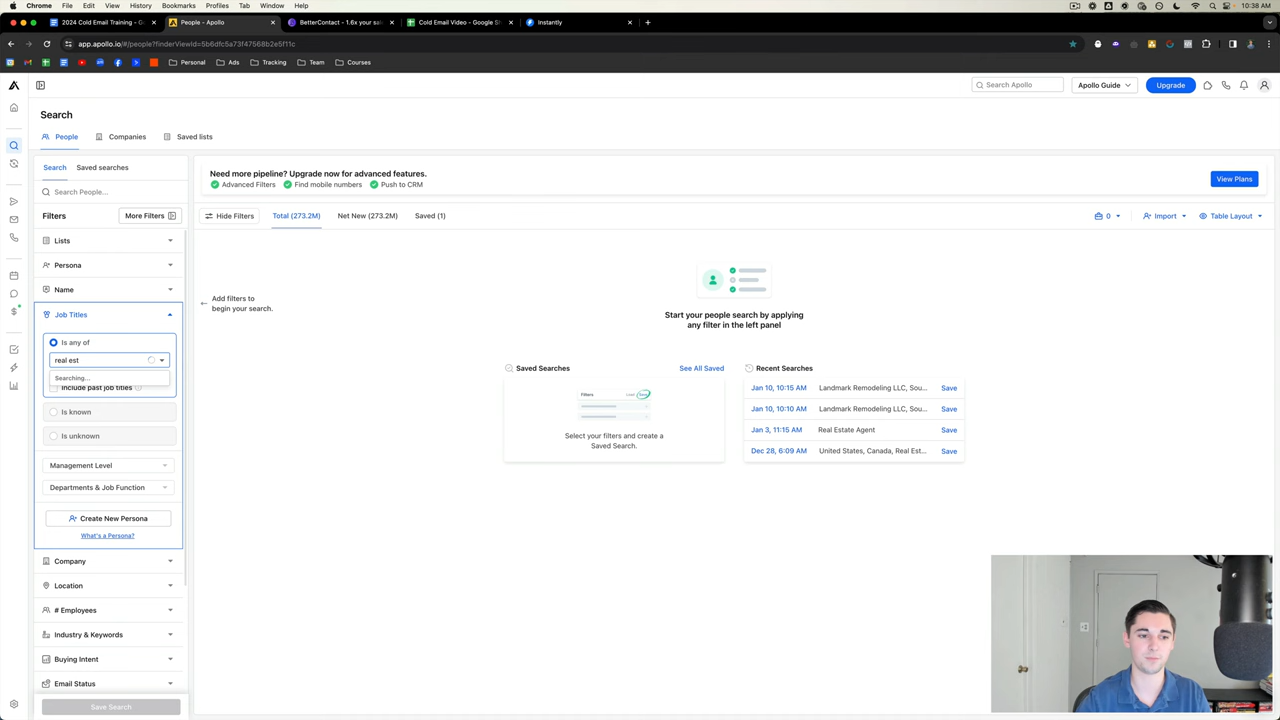 Chrome File Edit View History Bookmarks Profiles Tab Window Help 10:38 AM
2024 Cold Email Training - G People - Apollo BetterContact - 1.6x your sal Cold Email Video - Google Sh Instantly
app.apollo.io/#/people?finderViewId=5b6dfc5a73f47568b2e5f11c
Personal Ads Tracking Team Courses
Search Apollo Apollo Guide Upgrade
Search
People Companies Saved lists
Search Saved searches
Search People...
Filters More Filters
Lists
Persona
Name
Job Titles
Is any of
real est
Searching...
Include past job titles
Is known
Is unknown
Management Level
Departments & Job Function
Create New Persona
What's a Persona?
Company
Location
# Employees
Industry & Keywords
Buying Intent
Email Status
Save Search
Need more pipeline? Upgrade now for advanced features.
Advanced Filters Find mobile numbers Push to CRM
View Plans
Hide Filters Total (273.2M) Net New (273.2M) Saved (1) 0 Import Table Layout
Add filters to
begin your search.
Start your people search by applying
any filter in the left panel
Saved Searches See All Saved
Filters
Select your filters and create a
Saved Search.
Recent Searches
Jan 10, 10:15 AM Landmark Remodeling LLC, Sou... Save
Jan 10, 10:10 AM Landmark Remodeling LLC, Sou... Save
Jan 3, 11:15 AM Real Estate Agent Save
Dec 28, 6:09 AM United States, Canada, Real Est... Save